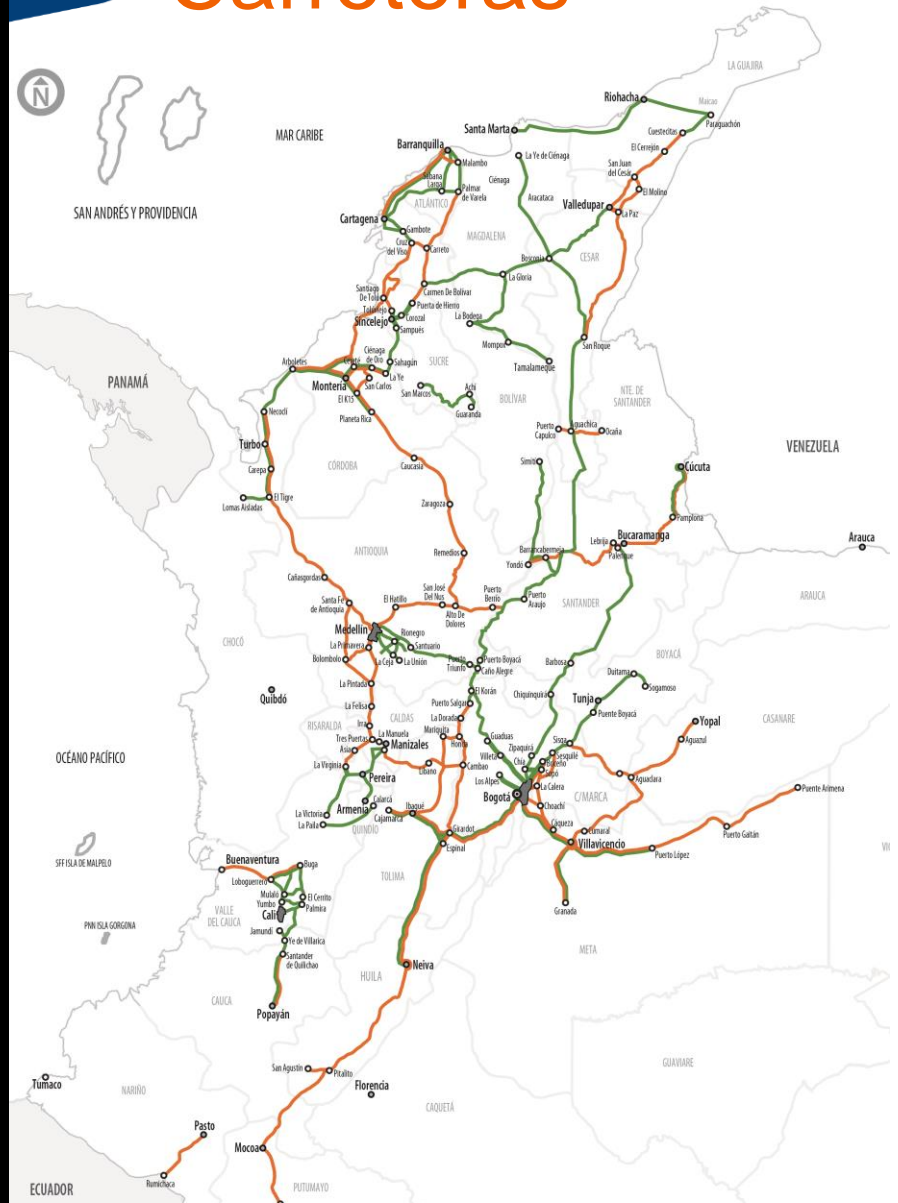 Carreteras
N
LA GUAJIRA
Riohacha
Maicao
Paraguachón
MAR CARIBE
Santa Marta
Cuestecitas
El Cerrejón
Barranquilla
La Ye de Ciénaga
San Juan
del Cesar
Malambo
Sabana
Larga
Ciénaga
El Molino
ATLÁNTICO
Palmar
de Varela
Aracataca
Valledupar
La Paz
SAN ANDRÉS Y PROVIDENCIA
Cartagena
Gambote
MAGDALENA
Cruz
del Viso
Carreto
Bosconia
CESAR
La Gloria
Santiago
De Tolú
Carmen De Bolívar
Toluviejo
Puerta de Hierro
Sincelejo
Corozal
La Bodega
Sampués
Mompox
San Roque
Ciénaga
de Oro
Arboletes
Cereté
Sahagún
SUCRE
Tamalameque
PANAMÁ
La Ye
Montería
San Carlos
San Marcos
Achí
BOLÍVAR
NTE. DE
SANTANDER
El K15
Guaranda
Planeta Rica
Necoclí
Puerto
Capulco
Aguachica
Ocaña
Turbo
VENEZUELA
CÓRDOBA
Caucasia
Simití
Cúcuta
Carepa
El Tigre
Lomas Aisladas
Zaragoza
Pamplona
Bucaramanga
Lebrija
Palenque
Arauca
ANTIOQUIA
Remedios
Barrancabermeja
Yondó
Cañasgordas
San José
Del Nus
Puerto
Berrío
Puerto
Araujo
SANTANDER
ARAUCA
Santa Fé
de Antioquia
El Hatillo
Alto De
Dolores
Medellín
Rionegro
CHOCÓ
La Primavera
Santuario
BOYACÁ
Bolombolo
La Ceja
La Unión
Puerto
Triunfo
Puerto Boyacá
Caño Alegre
Barbosa
Duitama
La Pintada
El Korán
Chiquinquirá
Tunja
Sogamoso
Quibdó
Puerto Salgar
La Felisa
Puente Boyacá
CASANARE
RISARALDA
CALDAS
La Dorada
Yopal
Irra
Mariquita
Guaduas
Sisga
Tres Puertas
La Manuela
Honda
Zipaquirá
Aguazul
OCÉANO PACÍFICO
Asia
Manizales
Villeta
Chía
Sesquilé
Briceño
La Virginia
Líbano
Cambao
Los Alpes
Sopó
Aguaclara
Pereira
La Calera
Puente Arimena
Bogotá
C/MARCA
Armenia
Calarcá
Choachí
La Victoria
Cajamarca
Ibagué
La Paila
Girardot
Cáqueza
Cumaral
Puerto Gaitán
QUINDÍO
Espinal
Villavicencio
SFF ISLA DE MALPELO
Buenaventura
Buga
Puerto López
Loboguerrero
TOLIMA
Mulaló
El Cerrito
Yumbo
Palmira
VALLE
DEL CAUCA
Cali
Granada
PNN ISLA GORGONA
Jamundí
Ye de Villarica
META
Santander
de Quilichao
Neiva
HUILA
CAUCA
Popayán
GUAVIARE
San Agustín
Pitalito
Tumaco
Florencia
NARIÑO
CAQUETÁ
Pasto
Mocoa
Rumichaca
ECUADOR
PUTUMAYO